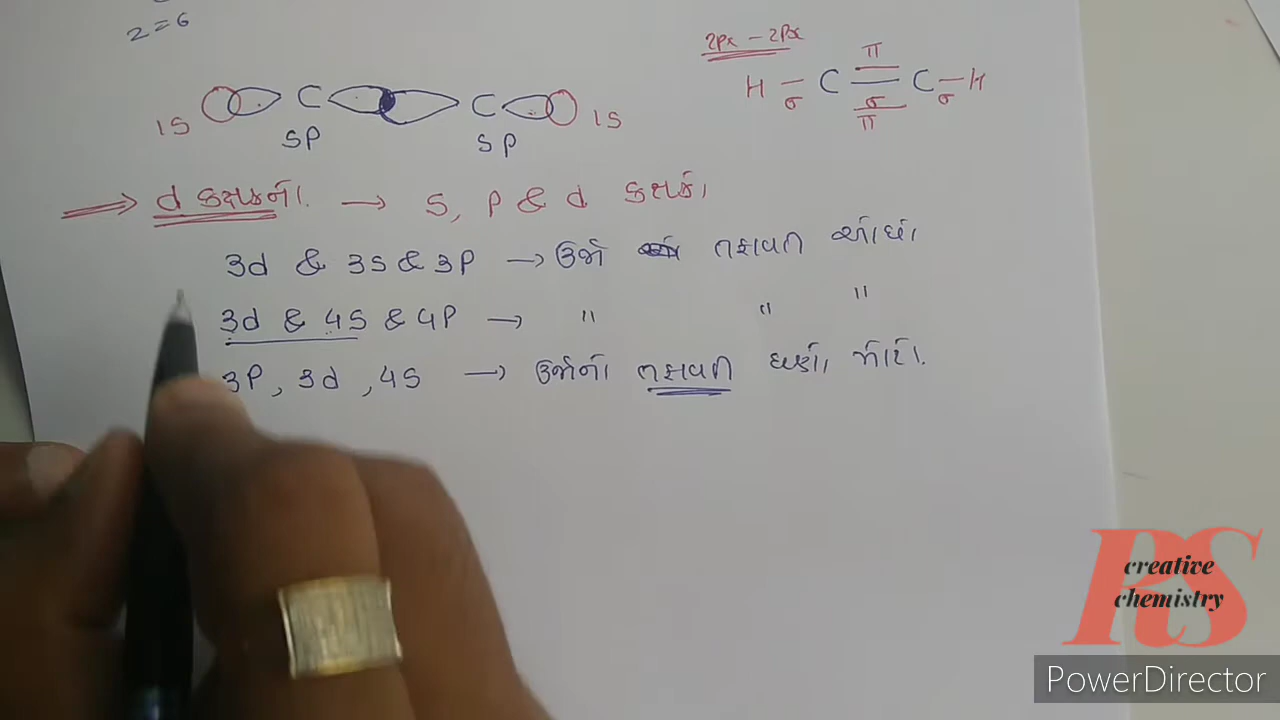 z=6
2Px - 2Px
π
H - C ≡ C - H
σ σ σ
π
1S C C 1S
SP SP
⇒ d કક્ષકની → S, P & d કક્ષકો
3d & 3S & 3P → ઉર્જા તફાવત ઓછો
3d & 4S & 4P → " " "
3P, 3d, 4S → ઉર્જાનો તફાવત ઘણો
RS
creative
chemistry
PowerDirector